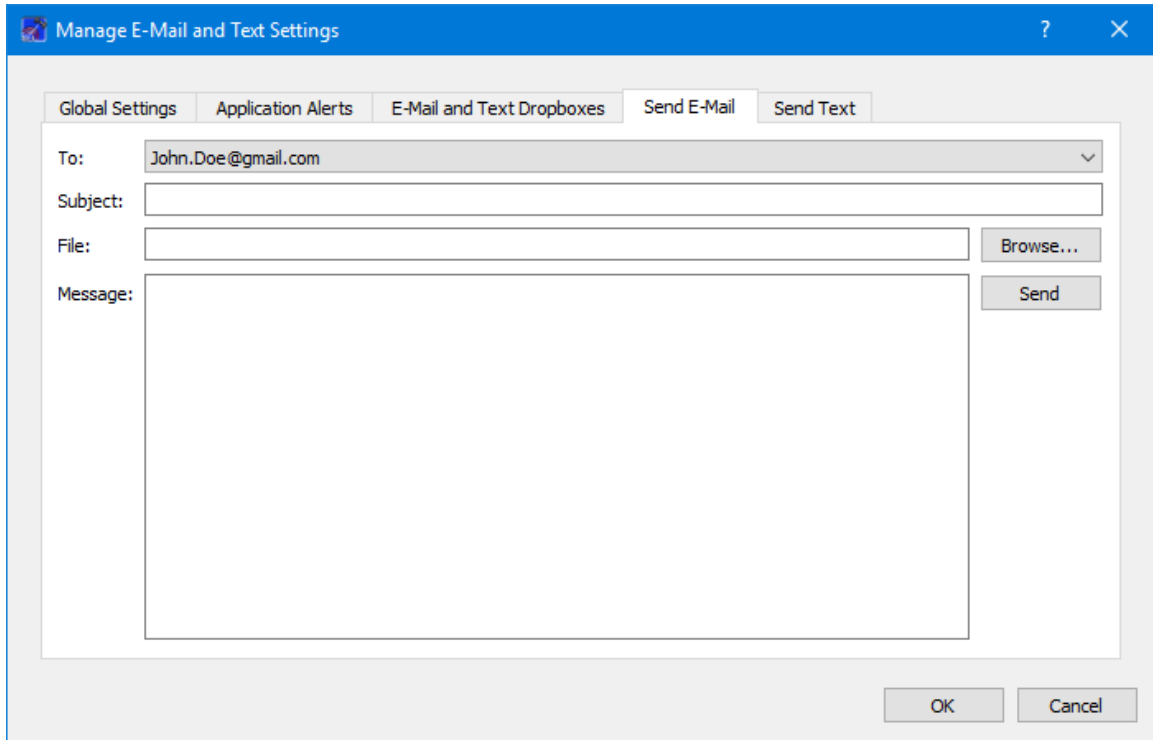 Manage E-Mail and Text Settings ?
Global Settings Application Alerts E-Mail and Text Dropboxes Send E-Mail Send Text
To: John.Doe@gmail.com
Subject:
File: Browse...
Message: Send
OK Cancel